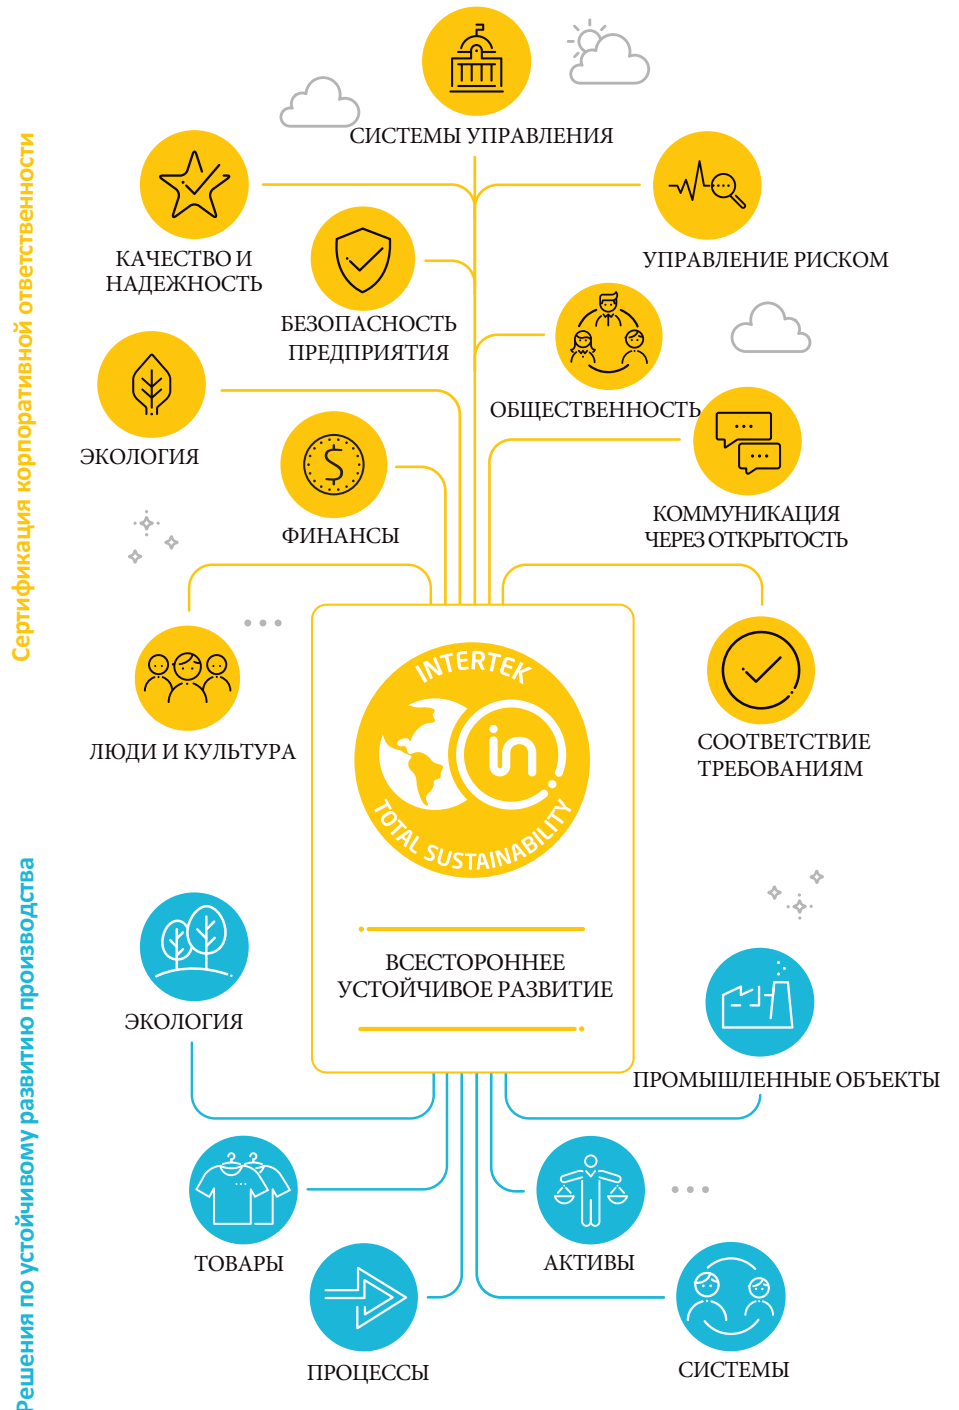 Сертификация корпоративной ответственности
СИСТЕМЫ УПРАВЛЕНИЯ
КАЧЕСТВО И
НАДЕЖНОСТЬ
УПРАВЛЕНИЕ РИСКОМ
БЕЗОПАСНОСТЬ
ПРЕДПРИЯТИЯ
ОБЩЕСТВЕННОСТЬ
ЭКОЛОГИЯ
ФИНАНСЫ
КОММУНИКАЦИЯ
ЧЕРЕЗ ОТКРЫТОСТЬ
ЛЮДИ И КУЛЬТУРА
СООТВЕТСТВИЕ
ТРЕБОВАНИЯМ
INTERTEK
in
TOTAL SUSTAINABILITY
ВСЕСТОРОННЕЕ
УСТОЙЧИВОЕ РАЗВИТИЕ
Решения по устойчивому развитию производства
ЭКОЛОГИЯ
ПРОМЫШЛЕННЫЕ ОБЪЕКТЫ
ТОВАРЫ
АКТИВЫ
ПРОЦЕССЫ
СИСТЕМЫ